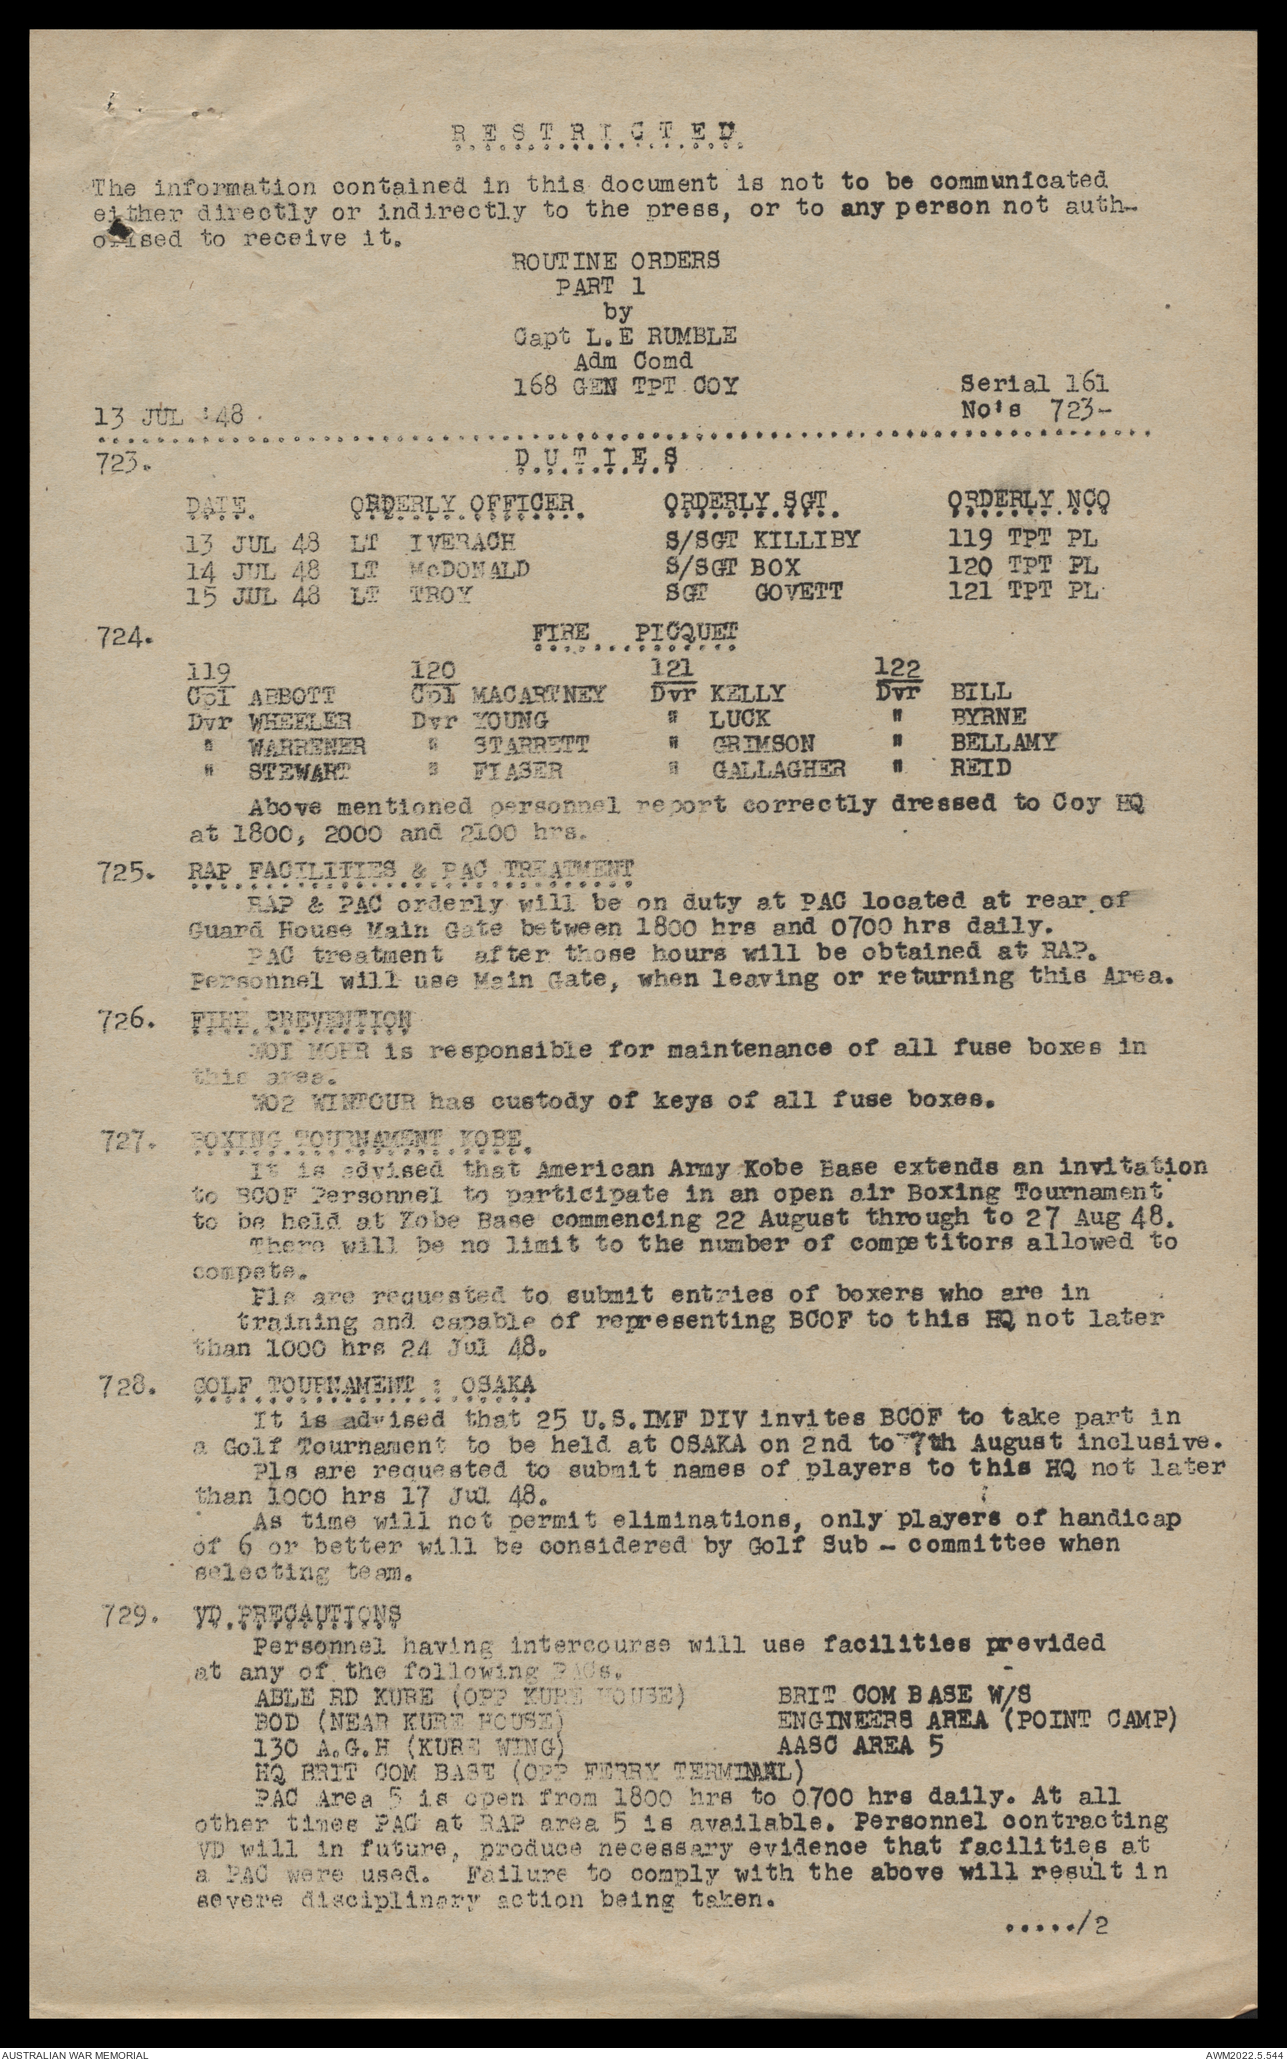 R E S T R I C T E D
The information contained in this document is not to be communicated
either directly or indirectly to the press, or to any person not auth-
orised to receive it.
ROUTINE ORDERS
PART 1
by
Capt L.E RUMBLE
Adm Comd
168 GEN TPT COY
Serial 161
13 JUL '48
No's 723-
723. D U T I E S
DATE. ORDERLY OFFICER ORDERLY SGT. ORDERLY NCO
13 JUL 48 LT IVERACH S/SGT KILLIBY 119 TPT PL
14 JUL 48 LT McDONALD S/SGT BOX 120 TPT PL
15 JUL 48 LT TROY SGT GOVETT 121 TPT PL
724. FIRE PICQUET
119 120 121 122
Cpl ABBOTT Cpl MACARTNEY Dvr KELLY Dvr BILL
Dvr WHEELER Dvr YOUNG " LUCK " BYRNE
" WARRENER " STARRETT " GRIMSON " BELLAMY
" STEWART " FIASER " GALLAGHER " REID
Above mentioned personnel report correctly dressed to Coy HQ
at 1800, 2000 and 2100 hrs.
725. RAP FACILITIES & PAC TREATMENT
RAP & PAC orderly will be on duty at PAC located at rear of
Guard House Main Gate between 1800 hrs and 0700 hrs daily.
PAC treatment after those hours will be obtained at RAP.
Personnel will use Main Gate, when leaving or returning this Area.
726. FIRE PREVENTION
WOI MOHR is responsible for maintenance of all fuse boxes in
this area.
WO2 WINTOUR has custody of keys of all fuse boxes.
727. BOXING TOURNAMENT KOBE.
It is advised that American Army Kobe Base extends an invitation
to BCOF Personnel to participate in an open air Boxing Tournament
to be held at Kobe Base commencing 22 August through to 27 Aug 48.
There will be no limit to the number of competitors allowed to
compete.
Pls are requested to submit entries of boxers who are in
training and capable of representing BCOF to this HQ not later
than 1000 hrs 24 Jul 48.
728. GOLF TOURNAMENT : OSAKA
It is advised that 25 U.S.IMF DIV invites BCOF to take part in
a Golf Tournament to be held at OSAKA on 2nd to 7th August inclusive.
Pls are requested to submit names of players to this HQ not later
than 1000 hrs 17 Jul 48.
As time will not permit eliminations, only players of handicap
of 6 or better will be considered by Golf Sub - committee when
selecting team.
729. VD PRECAUTIONS
Personnel having intercourse will use facilities previded
at any of the following PACs.
ABLE RD KURE (OPP KURE HOUSE) BRIT COM BASE W/S
BOD (NEAR KURE HOUSE) ENGINEERS AREA (POINT CAMP)
130 A.G.H (KURE WING) AASC AREA 5
HQ BRIT COM BASE (OPP FERRY TERMINAL)
PAC Area 5 is open from 1800 hrs to 0700 hrs daily. At all
other times PAC at RAP area 5 is available. Personnel contracting
VD will in future, produce necessary evidence that facilities at
a PAC were used. Failure to comply with the above will result in
severe disciplinary action being taken.
...../2
AUSTRALIAN WAR MEMORIAL
AWM2022.5.544